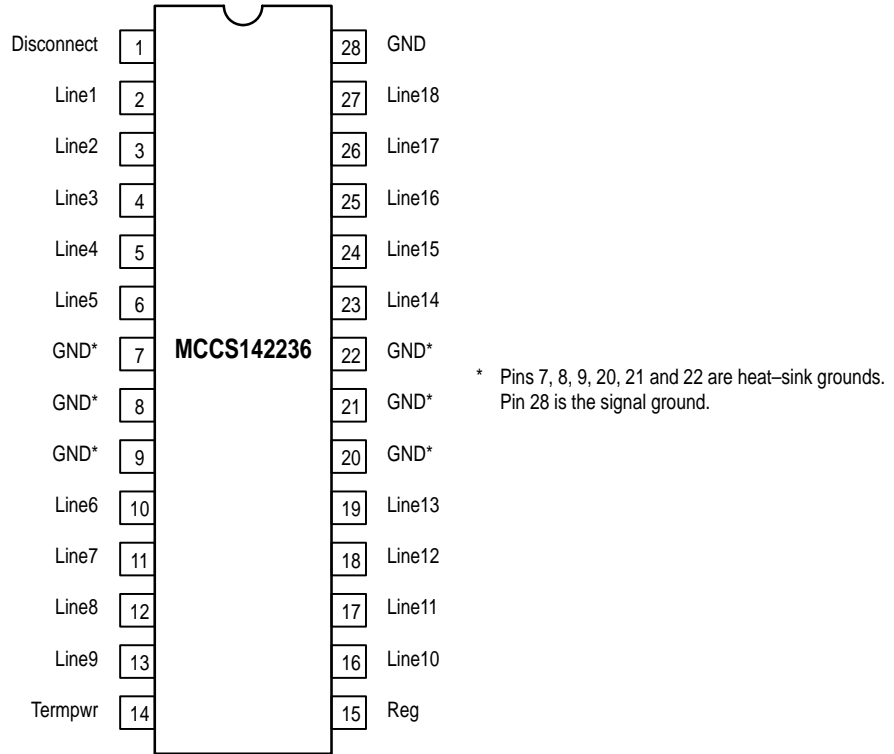 Disconnect 1 28 GND
Line1 2 27 Line18
Line2 3 26 Line17
Line3 4 25 Line16
Line4 5 24 Line15
Line5 6 23 Line14
GND* 7 MCCS142236 22 GND*
* Pins 7, 8, 9, 20, 21 and 22 are heat–sink grounds.
Pin 28 is the signal ground.
GND* 8 21 GND*
GND* 9 20 GND*
Line6 10 19 Line13
Line7 11 18 Line12
Line8 12 17 Line11
Line9 13 16 Line10
Termpwr 14 15 Reg